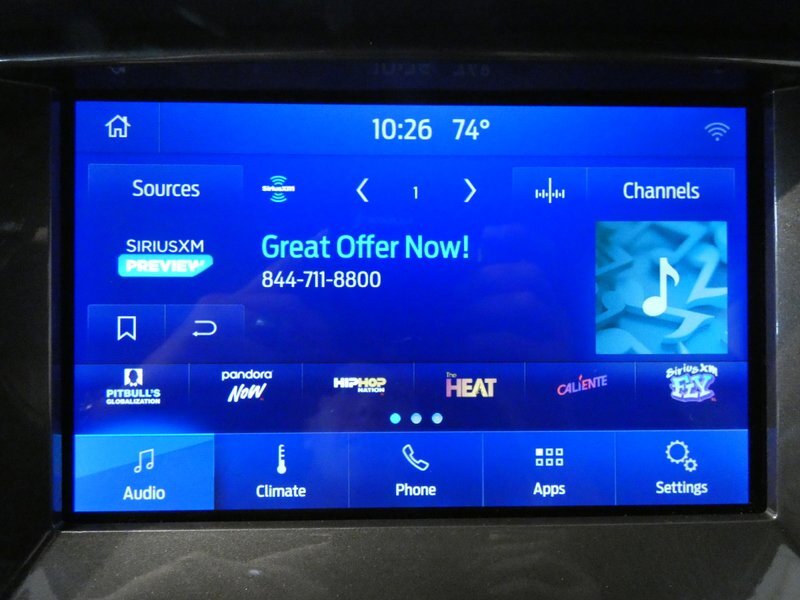 10:26 74°
Sources
SiriusXM
1
Channels
SIRIUSXM
PREVIEW
Great Offer Now!
844-711-8800
PITBULL'S
GLOBALIZATION
pandora
NOW
HIPHOP
NATION
The
HEAT
CALIENTE
SiriusXM
FLY
Audio
Climate
Phone
Apps
Settings